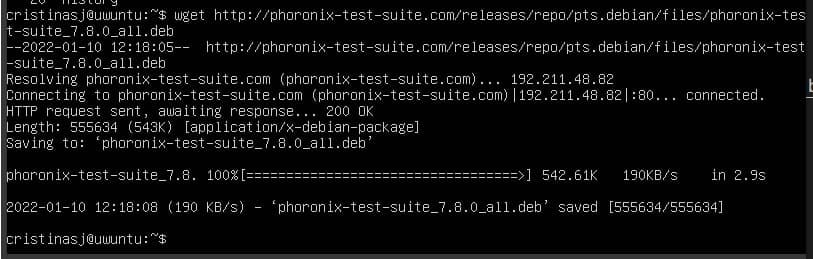 20 history
cristinasj@uwuntu:~$ wget http://phoronix-test-suite.com/releases/repo/pts.debian/files/phoronix-tes
t-suite_7.8.0_all.deb
--2022-01-10 12:18:05--  http://phoronix-test-suite.com/releases/repo/pts.debian/files/phoronix-test
-suite_7.8.0_all.deb
Resolving phoronix-test-suite.com (phoronix-test-suite.com)... 192.211.48.82
Connecting to phoronix-test-suite.com (phoronix-test-suite.com)|192.211.48.82|:80... connected.
HTTP request sent, awaiting response... 200 OK
Length: 555634 (543K) [application/x-debian-package]
Saving to: ‘phoronix-test-suite_7.8.0_all.deb’
phoronix-test-suite_7.8. 100%[==================================>] 542.61K   190KB/s    in 2.9s
2022-01-10 12:18:08 (190 KB/s) - ‘phoronix-test-suite_7.8.0_all.deb’ saved [555634/555634]
cristinasj@uwuntu:~$